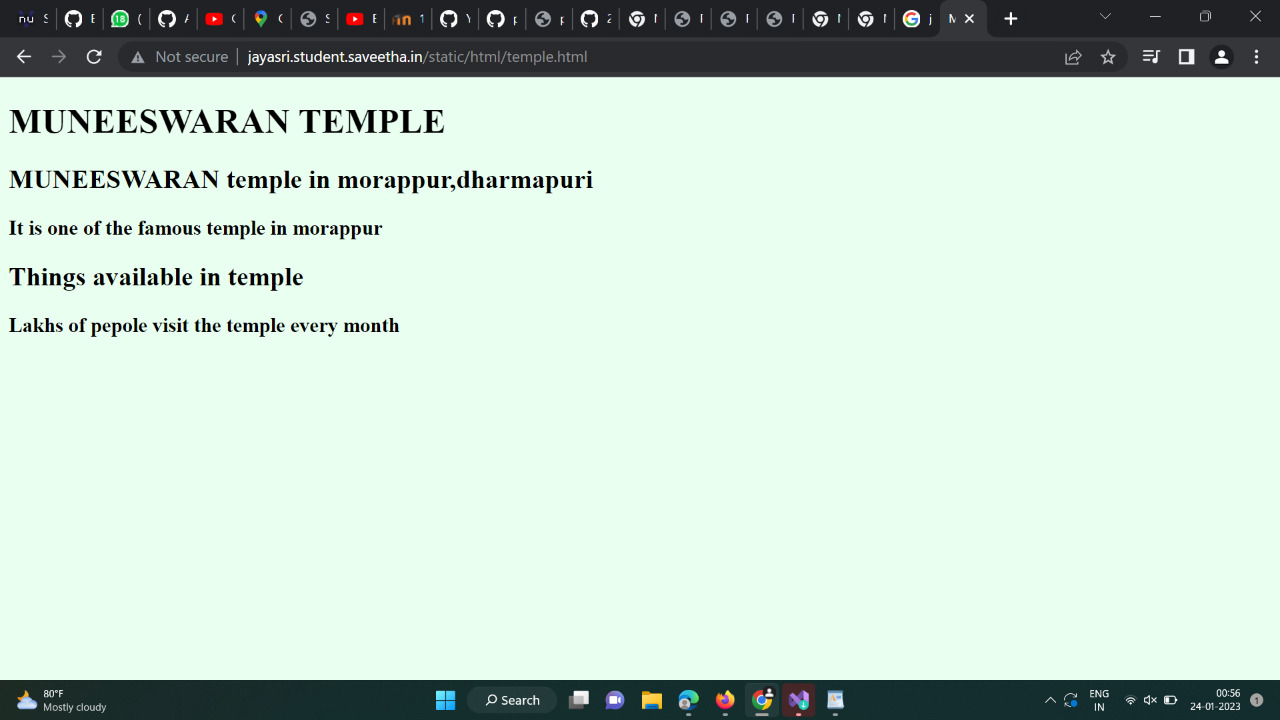 Not secure jayasri.student.saveetha.in/static/html/temple.html
MUNEESWARAN TEMPLE
MUNEESWARAN temple in morappur,dharmapuri
It is one of the famous temple in morappur
Things available in temple
Lakhs of pepole visit the temple every month
80°F
Mostly cloudy
Search
ENG
IN
00:56
24-01-2023
1